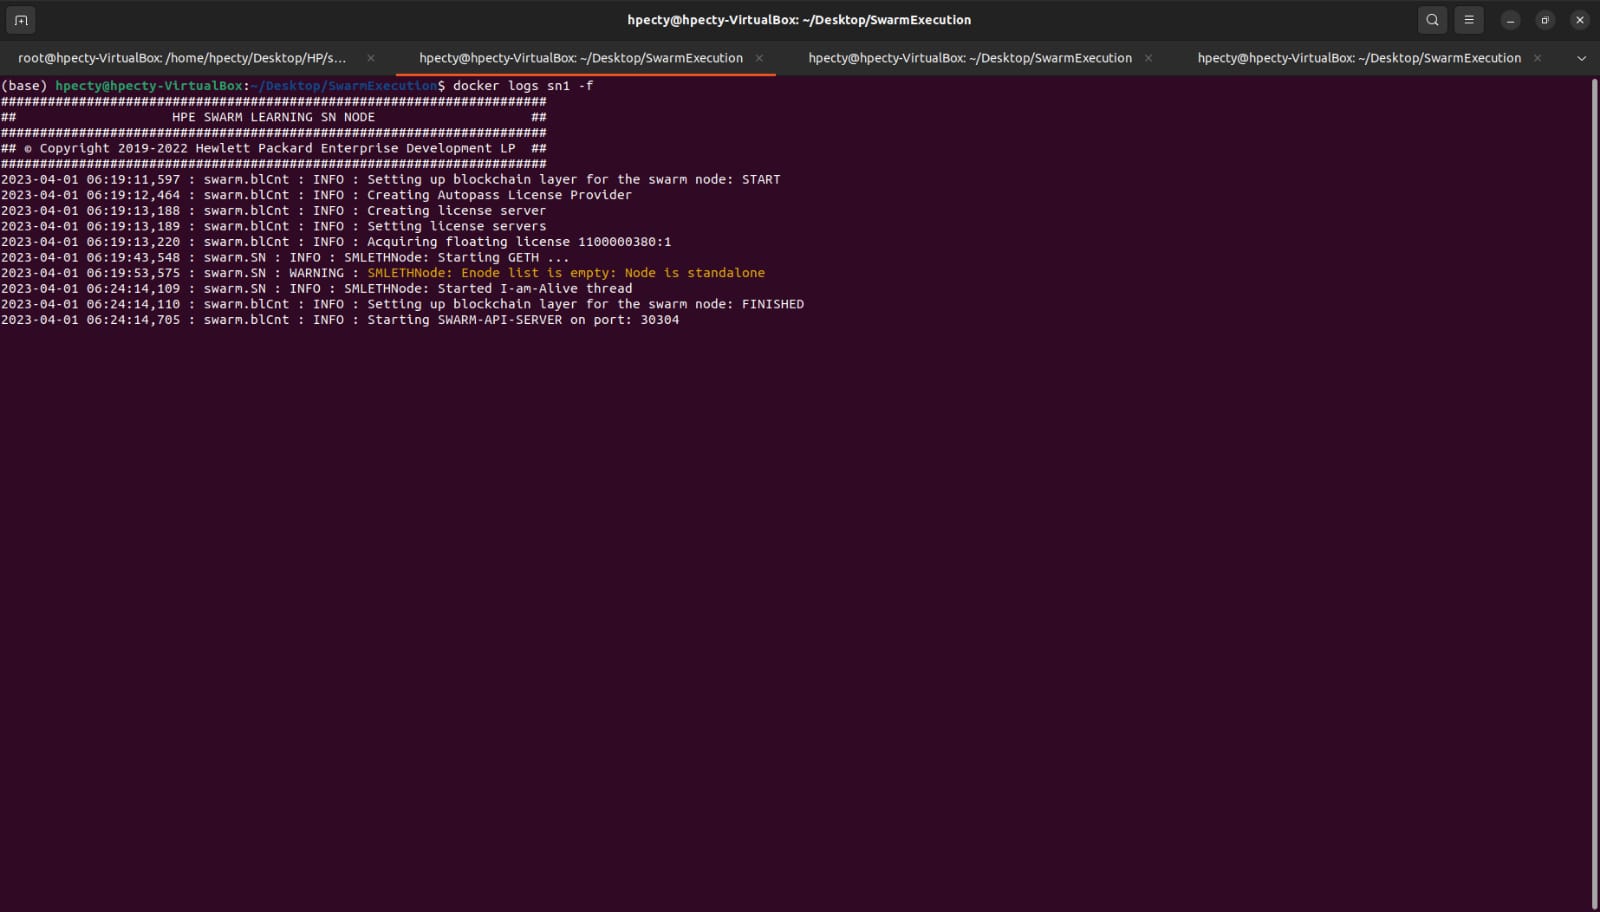 hpecty@hpecty-VirtualBox: ~/Desktop/SwarmExecution
root@hpecty-VirtualBox: /home/hpecty/Desktop/HP/s...
hpecty@hpecty-VirtualBox: ~/Desktop/SwarmExecution
hpecty@hpecty-VirtualBox: ~/Desktop/SwarmExecution
hpecty@hpecty-VirtualBox: ~/Desktop/SwarmExecution
(base) hpecty@hpecty-VirtualBox:~/Desktop/SwarmExecution$ docker logs sn1 -f
######################################################################
##                    HPE SWARM LEARNING SN NODE                    ##
######################################################################
## © Copyright 2019-2022 Hewlett Packard Enterprise Development LP  ##
######################################################################
2023-04-01 06:19:11,597 : swarm.blCnt : INFO : Setting up blockchain layer for the swarm node: START
2023-04-01 06:19:12,464 : swarm.blCnt : INFO : Creating Autopass License Provider
2023-04-01 06:19:13,188 : swarm.blCnt : INFO : Creating license server
2023-04-01 06:19:13,189 : swarm.blCnt : INFO : Setting license servers
2023-04-01 06:19:13,220 : swarm.blCnt : INFO : Acquiring floating license 1100000380:1
2023-04-01 06:19:43,548 : swarm.SN : INFO : SMLETHNode: Starting GETH ...
2023-04-01 06:19:53,575 : swarm.SN : WARNING : SMLETHNode: Enode list is empty: Node is standalone
2023-04-01 06:24:14,109 : swarm.SN : INFO : SMLETHNode: Started I-am-Alive thread
2023-04-01 06:24:14,110 : swarm.blCnt : INFO : Setting up blockchain layer for the swarm node: FINISHED
2023-04-01 06:24:14,705 : swarm.blCnt : INFO : Starting SWARM-API-SERVER on port: 30304